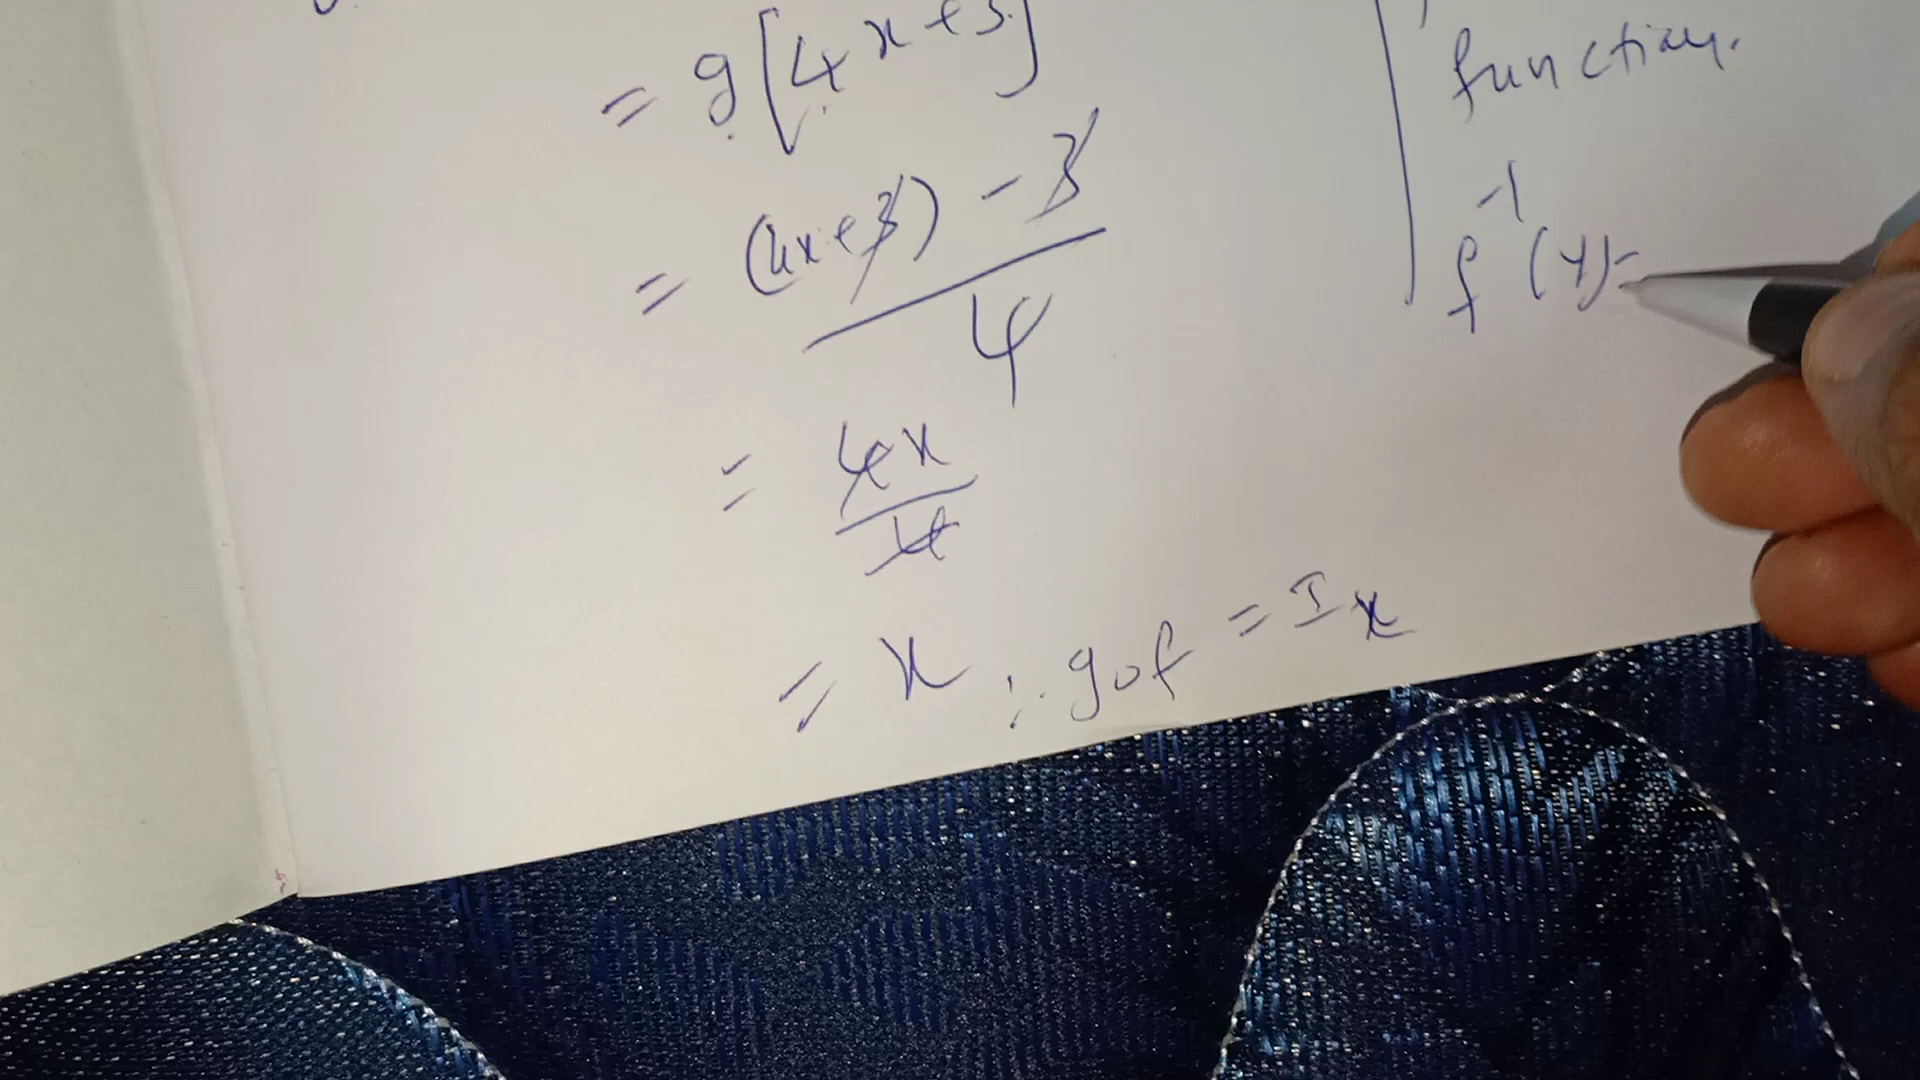 = g[4x+3]
= (4x+3) - 3
4
= 4x
4
= x ∴ gof = Ix
function.
f⁻¹(y)=